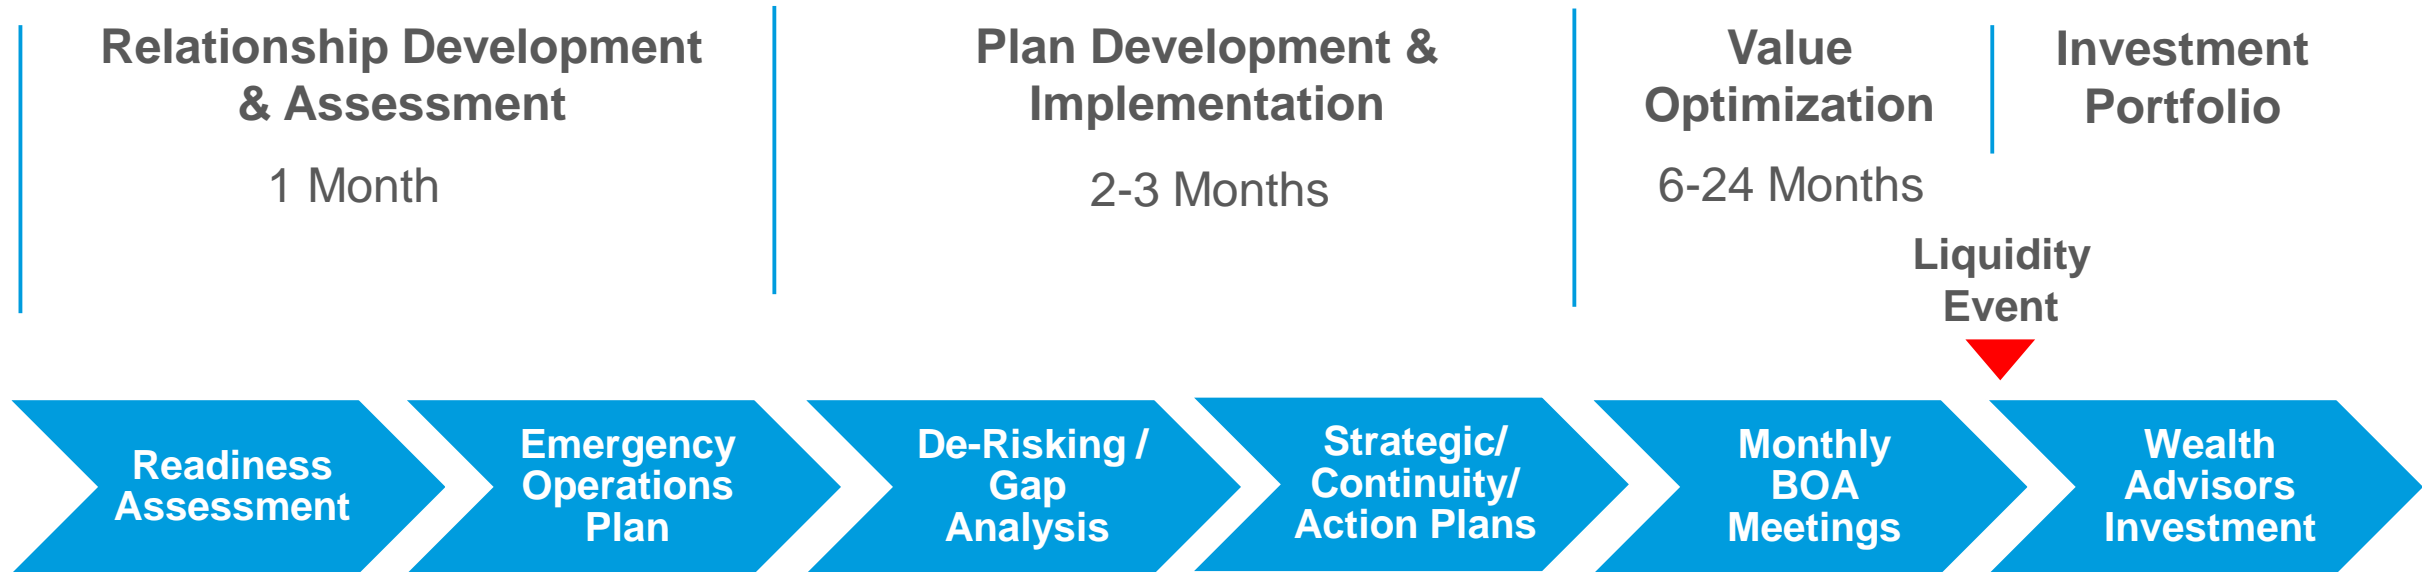 Relationship Development
& Assessment
1 Month
Plan Development &
Implementation
2-3 Months
Value
Optimization
6-24 Months
Investment
Portfolio
Liquidity
Event
Readiness
Assessment
Emergency
Operations
Plan
De-Risking /
Gap
Analysis
Strategic/
Continuity/
Action Plans
Monthly
BOA
Meetings
Wealth
Advisors
Investment